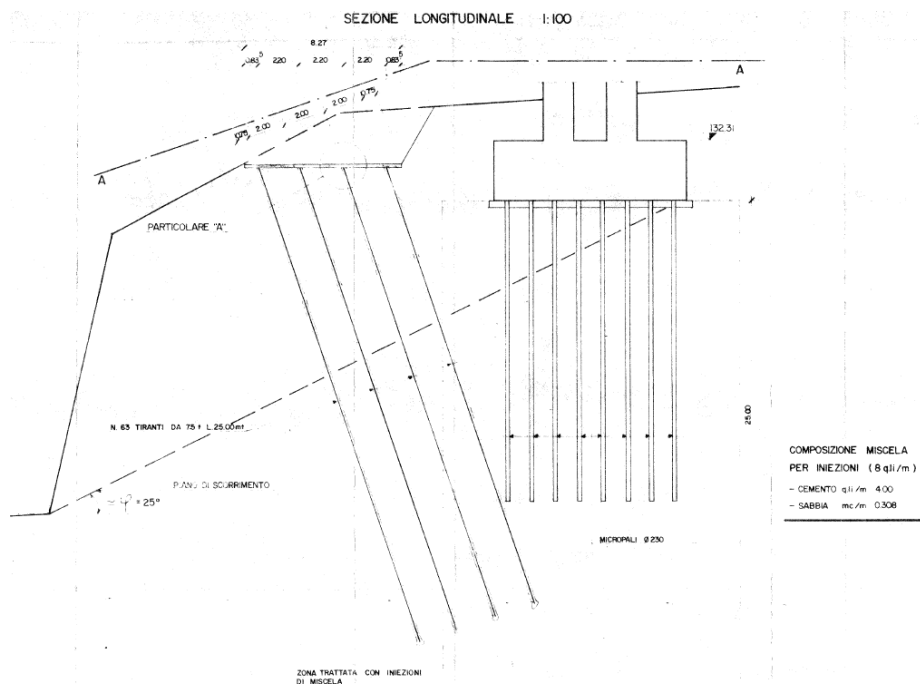 SEZIONE LONGITUDINALE 1:100
8.27
0.83⁵ 2.20 2.20 2.20 0.83⁵
0.75 2.00 2.00 2.00 0.75
A
A
132.31
PARTICOLARE "A"
N. 63 TIRANTI DA 75 t L 25.00 mt
PIANO DI SCORRIMENTO
φ = 25°
25.00
MICROPALI Ø 230
COMPOSIZIONE MISCELA
PER INIEZIONI (8 q.li/m)
- CEMENTO q.li/m 4.00
- SABBIA mc/m 0.308
ZONA TRATTATA CON INIEZIONI
DI MISCELA